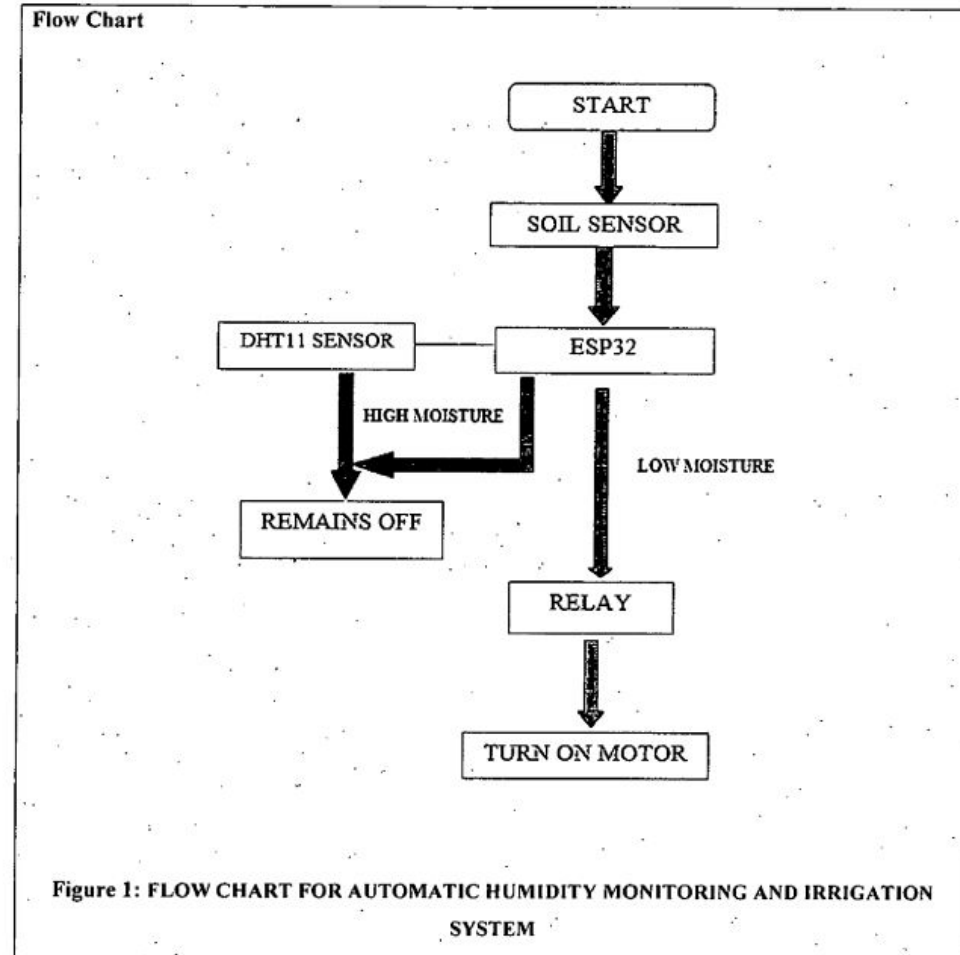 Flow Chart
START
SOIL SENSOR
DHT11 SENSOR
ESP32
HIGH MOISTURE
LOW MOISTURE
REMAINS OFF
RELAY
TURN ON MOTOR
Figure 1: FLOW CHART FOR AUTOMATIC HUMIDITY MONITORING AND IRRIGATION
SYSTEM